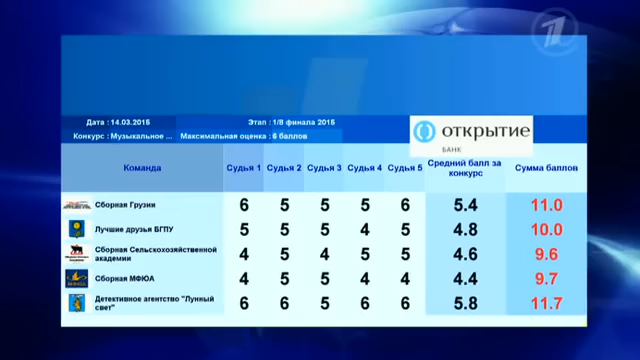 1
Дата : 14.03.2015 Этап : 1/8 финала 2015
Конкурс : Музыкальное ... Максимальная оценка : 6 баллов
открытие
БАНК
Команда Судья 1 Судья 2 Судья 3 Судья 4 Судья 5 Средний балл за конкурс Сумма баллов
Сборная Грузии 6 5 5 5 6 5.4 11.0
Лучшие друзья БГПУ 5 5 5 4 5 4.8 10.0
Сборная Сельскохозяйственной академии 4 5 4 5 5 4.6 9.6
Сборная МФЮА 4 5 5 4 4 4.4 9.7
Детективное агентство "Лунный свет" 6 6 5 6 6 5.8 11.7